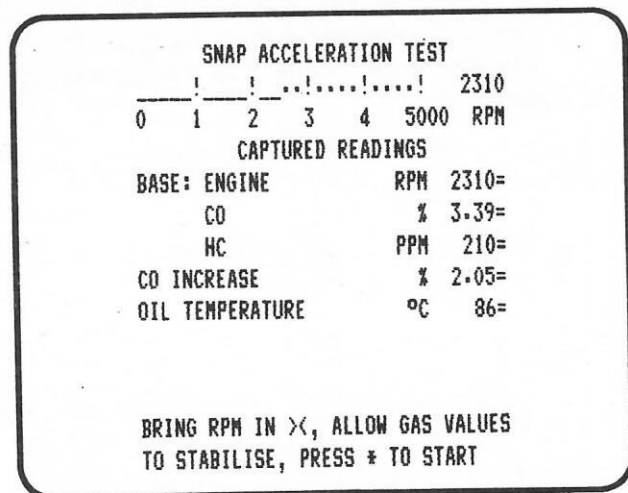 SNAP ACCELERATION TEST
_____!____!__..!....!....! 2310
0 1 2 3 4 5000 RPM
CAPTURED READINGS
BASE: ENGINE RPM 2310=
CO % 3.39=
HC PPM 210=
CO INCREASE % 2.05=
OIL TEMPERATURE ºC 86=
BRING RPM IN ><, ALLOW GAS VALUES
TO STABILISE, PRESS * TO START